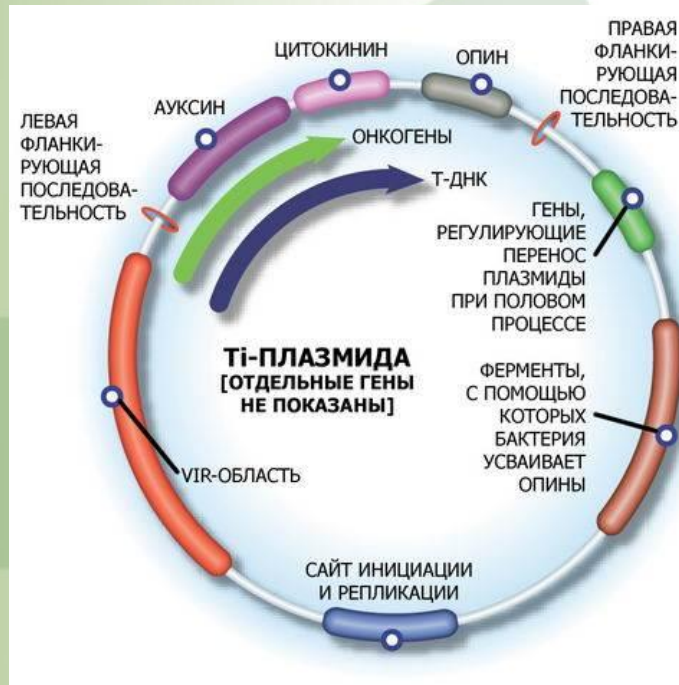 ЦИТОКИНИН
ОПИН
ПРАВАЯ
ФЛАНКИ-
РУЮЩАЯ
ПОСЛЕДОВА-
ТЕЛЬНОСТЬ
АУКСИН
ЛЕВАЯ
ФЛАНКИ-
РУЮЩАЯ
ПОСЛЕДОВА-
ТЕЛЬНОСТЬ
ОНКОГЕНЫ
Т-ДНК
ГЕНЫ,
РЕГУЛИРУЮЩИЕ
ПЕРЕНОС
ПЛАЗМИДЫ
ПРИ ПОЛОВОМ
ПРОЦЕССЕ
Ti-ПЛАЗМИДА
[ОТДЕЛЬНЫЕ ГЕНЫ
НЕ ПОКАЗАНЫ]
ФЕРМЕНТЫ,
С ПОМОЩЬЮ
КОТОРЫХ
БАКТЕРИЯ
УСВАИВАЕТ
ОПИНЫ
VIR-ОБЛАСТЬ
САЙТ ИНИЦИАЦИИ
И РЕПЛИКАЦИИ